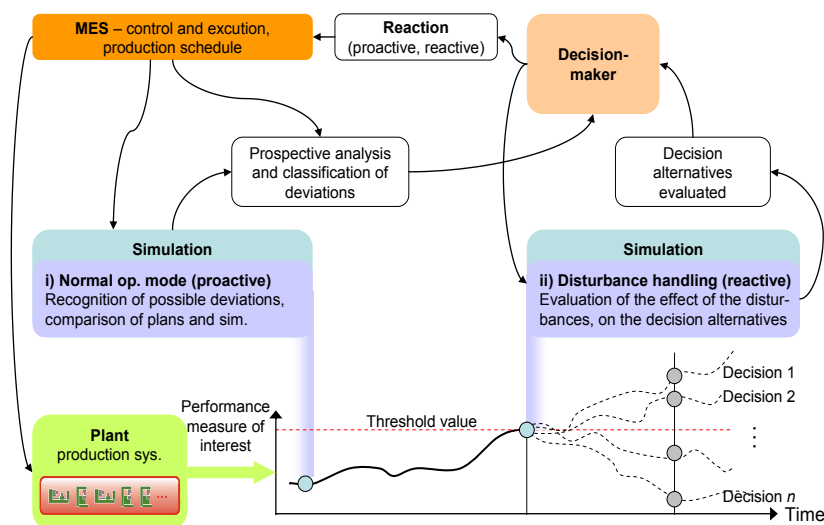 MES – control and excution,
production schedule
Reaction
(proactive, reactive)
Decision-
maker
Prospective analysis
and classification of
deviations
Decision
alternatives
evaluated
Simulation
i) Normal op. mode (proactive)
Recognition of possible deviations,
comparison of plans and sim.
Simulation
ii) Disturbance handling (reactive)
Evaluation of the effect of the distur-
bances, on the decision alternatives
Plant
production sys.
...
Performance
measure of
interest
Threshold value
Decision 1
Decision 2
⋮
Decision n
Time